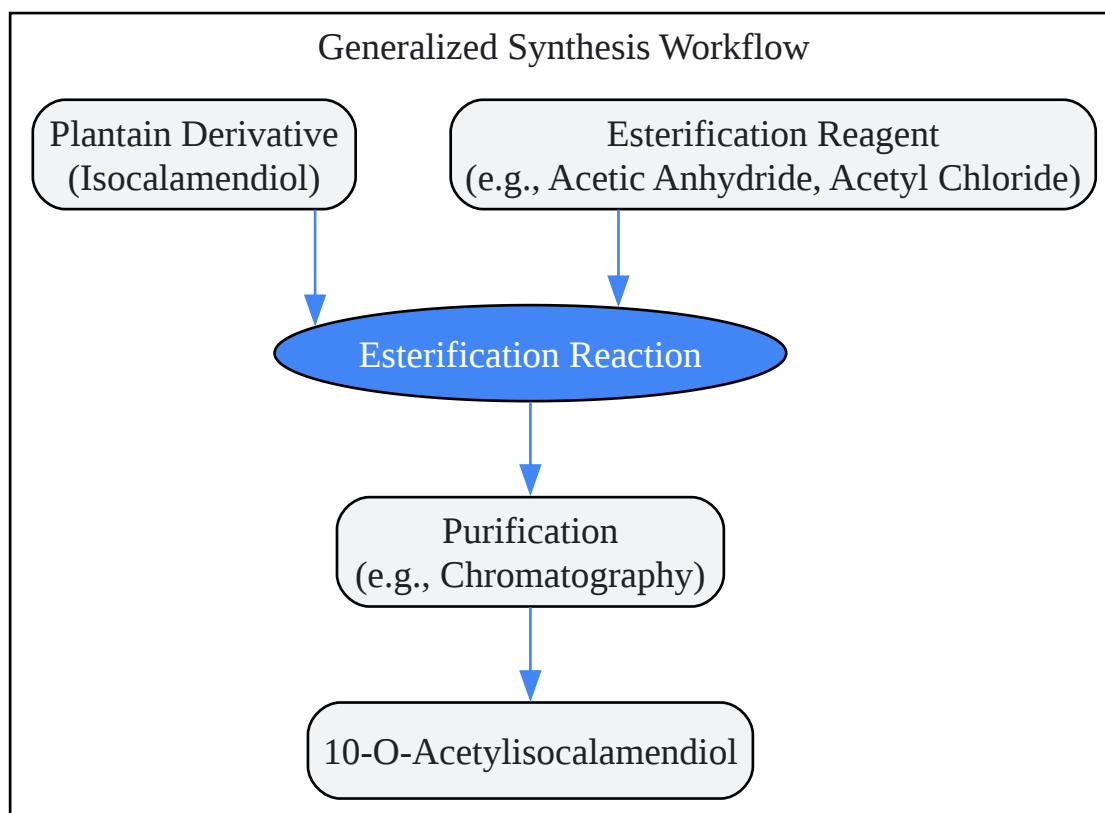 Generalized Synthesis Workflow
Plantain Derivative
(Isocalamendiol)
Esterification Reagent
(e.g., Acetic Anhydride, Acetyl Chloride)
Esterification Reaction
Purification
(e.g., Chromatography)
10-O-Acetylisocalamendiol